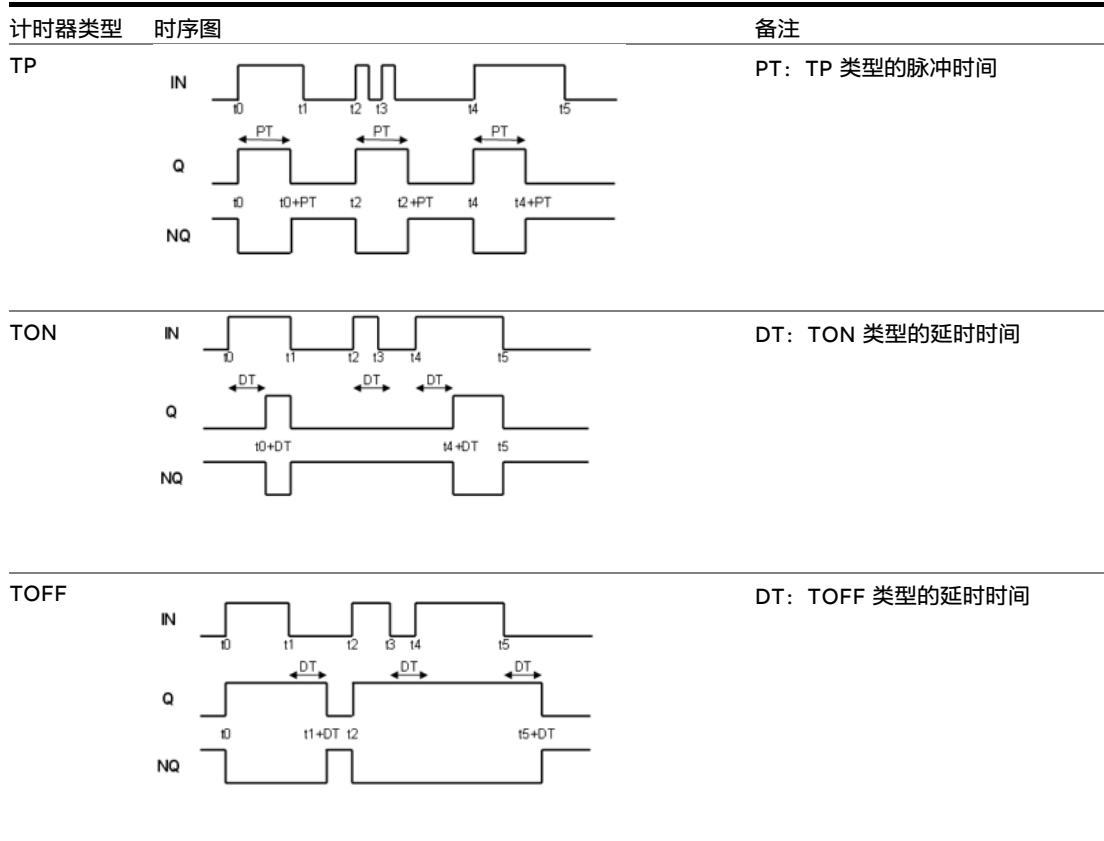 计时器类型 时序图 备注
TP
PT：TP 类型的脉冲时间
IN
t0 t1 t2 t3 t4 t5
PT PT PT
Q
t0 t0+PT t2 t2+PT t4 t4+PT
NQ
TON
DT：TON 类型的延时时间
IN
t0 t1 t2 t3 t4 t5
DT DT DT
Q
t0+DT t4+DT t5
NQ
TOFF
DT：TOFF 类型的延时时间
IN
t0 t1 t2 t3 t4 t5
DT DT DT
Q
t0 t1+DT t2 t5+DT
NQ